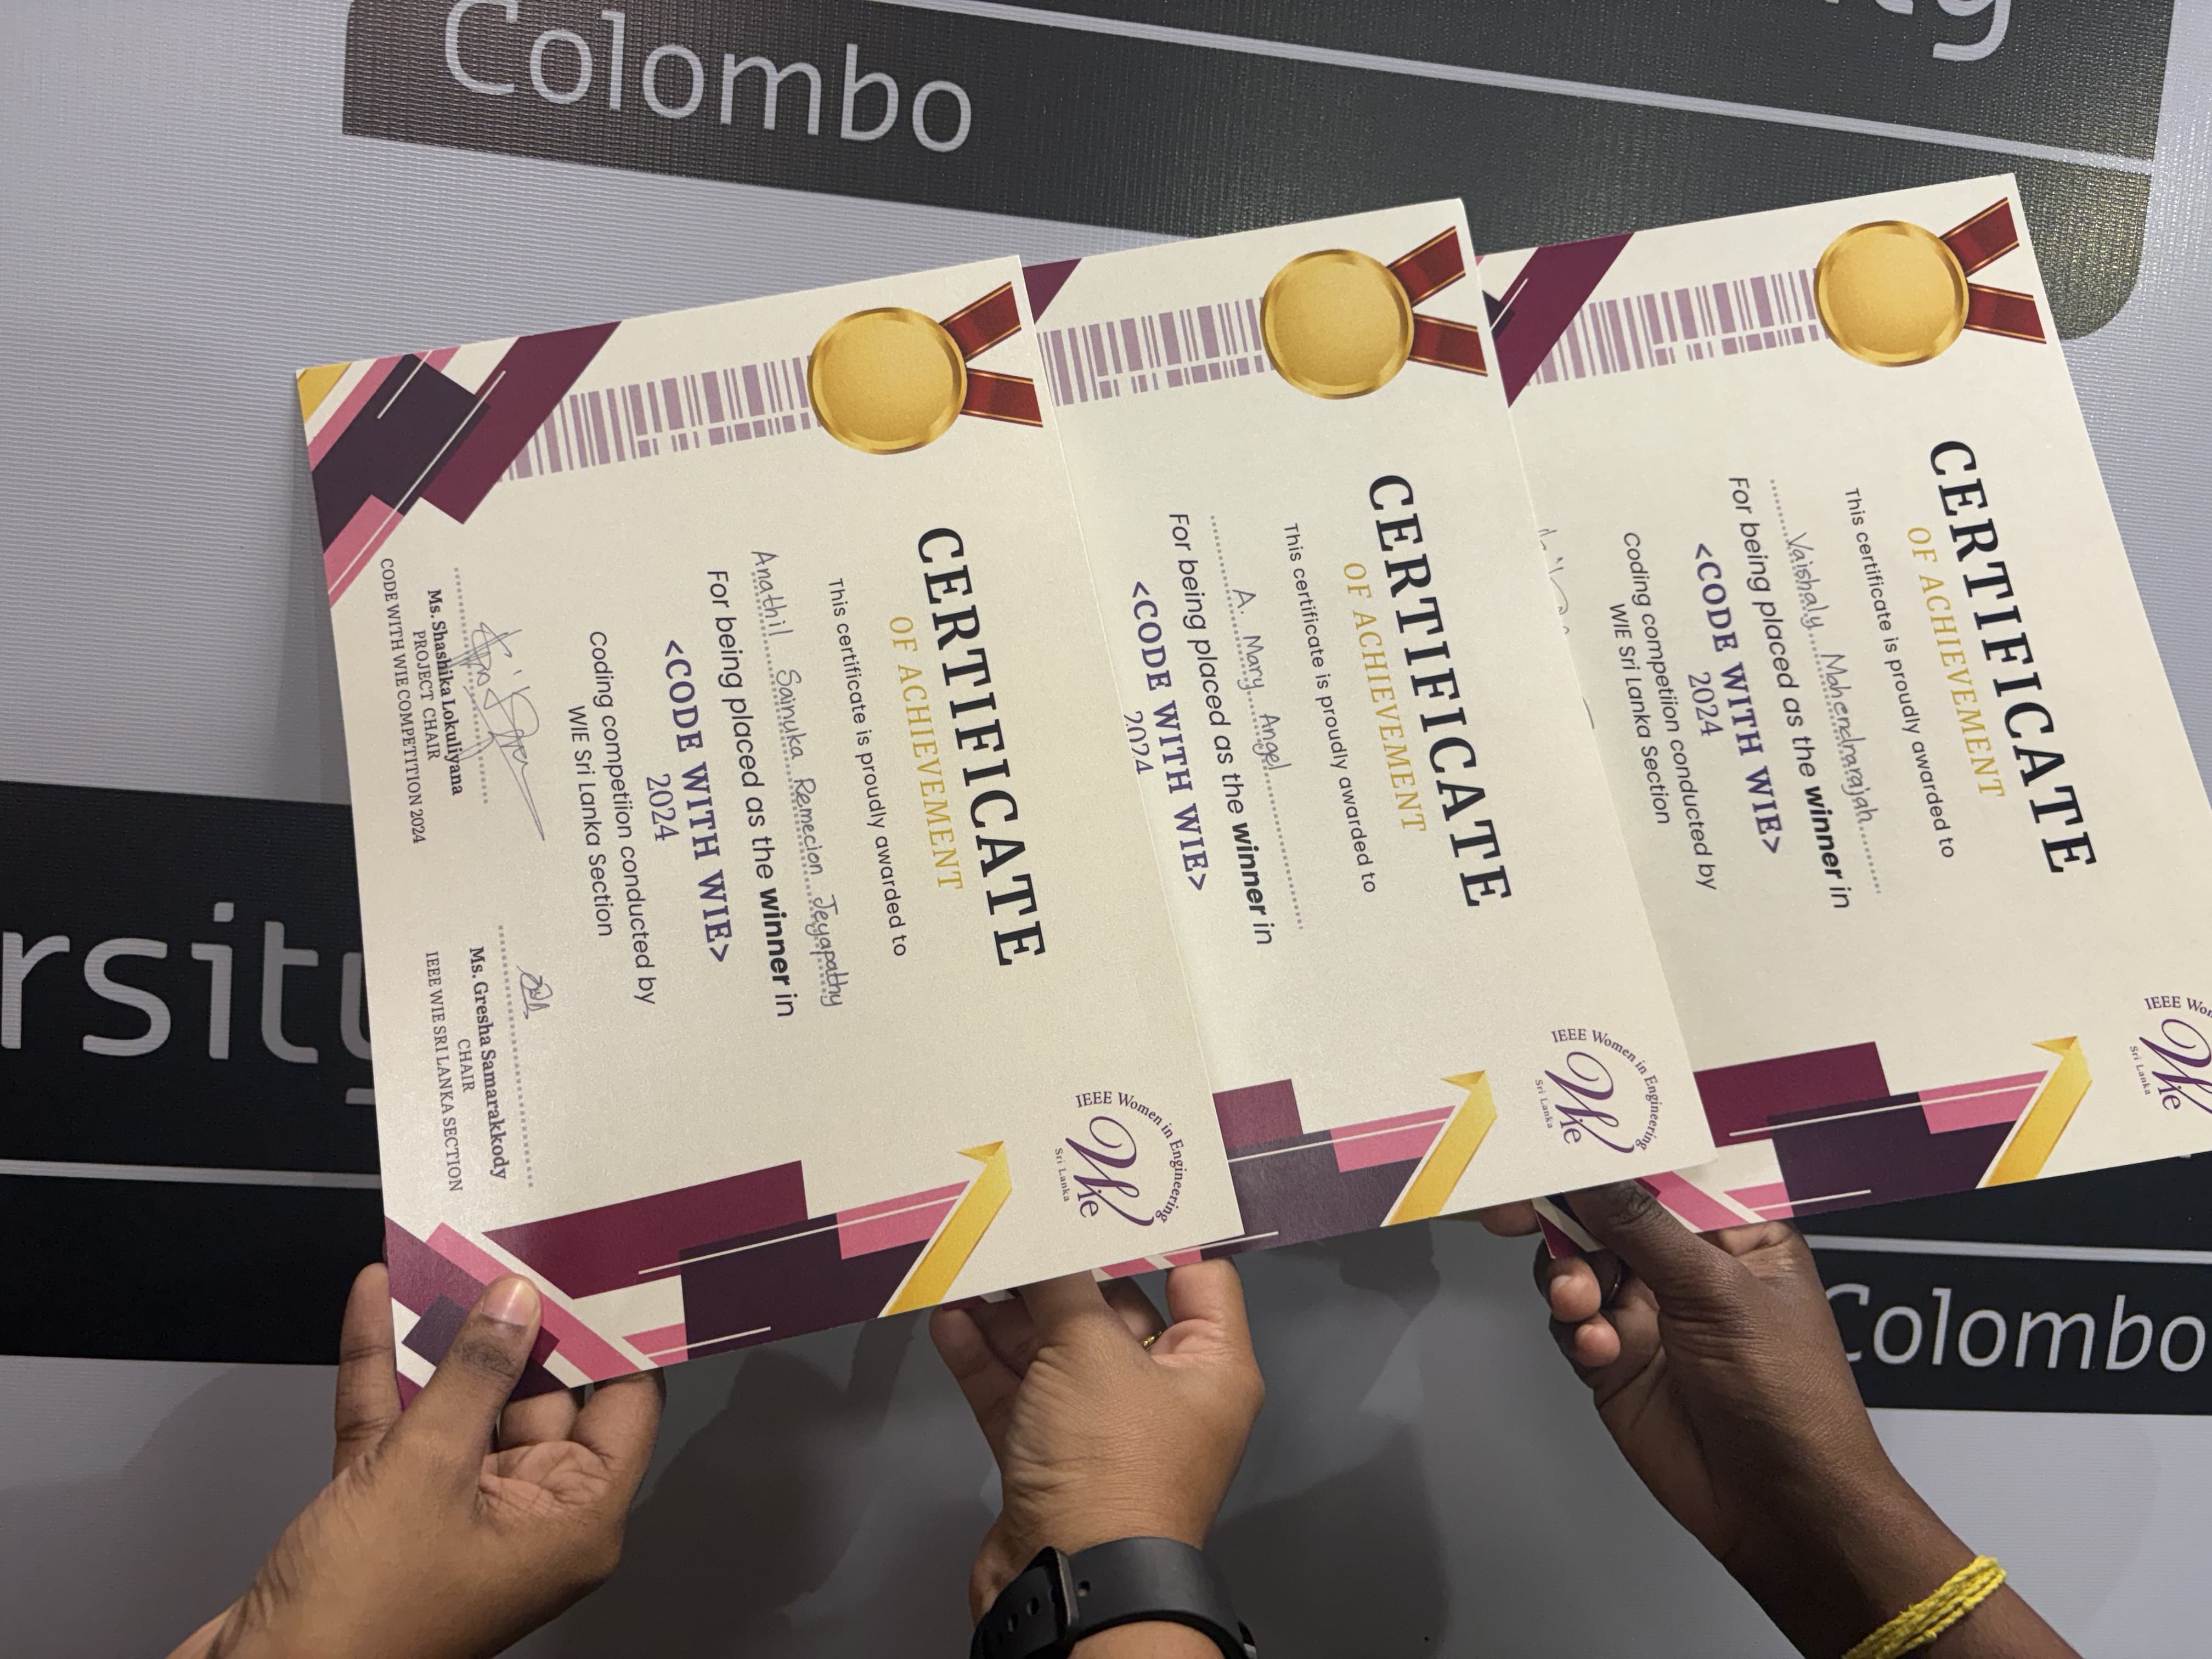 Colombo
ty
rsity
Colombo
CERTIFICATE
OF ACHIEVEMENT
This certificate is proudly awarded to
Anathil Sainuka Remecion Jeyapathy
For being placed as the winner in
<CODE WITH WIE>
2024
Coding competiion conducted by
WIE Sri Lanka Section
Ms. Shashika Lokuliyana
PROJECT CHAIR
CODE WITH WIE COMPETITION 2024
Ms. Gresha Samarakkody
CHAIR
IEEE WIE SRI LANKA SECTION
IEEE Women in Engineering
Wie
Sri Lanka
CERTIFICATE
OF ACHIEVEMENT
This certificate is proudly awarded to
A. Mary Angel
For being placed as the winner in
<CODE WITH WIE>
2024
IEEE Women in Engineering
Wie
Sri Lanka
CERTIFICATE
OF ACHIEVEMENT
This certificate is proudly awarded to
Vaishaly Mahendrarajah
For being placed as the winner in
<CODE WITH WIE>
2024
Coding competiion conducted by
WIE Sri Lanka Section
IEEE Wo
Wie
Sri Lanka